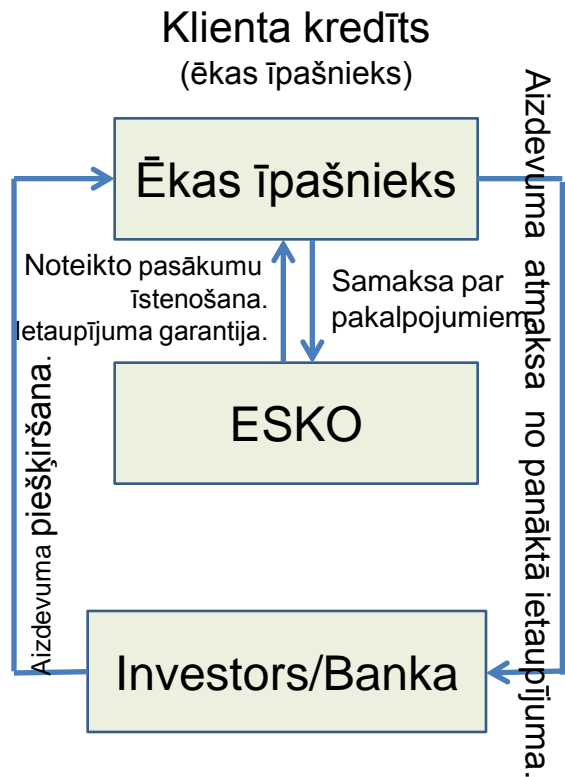 Klienta kredīts
(ēkas īpašnieks)
Ēkas īpašnieks
Noteikto pasākumu
īstenošana.
Ietaupījuma garantija.
Samaksa par
pakalpojumiem
ESKO
Investors/Banka
Aizdevuma piešķiršana.
Aizdevuma atmaksa no panāktā ietaupījuma.